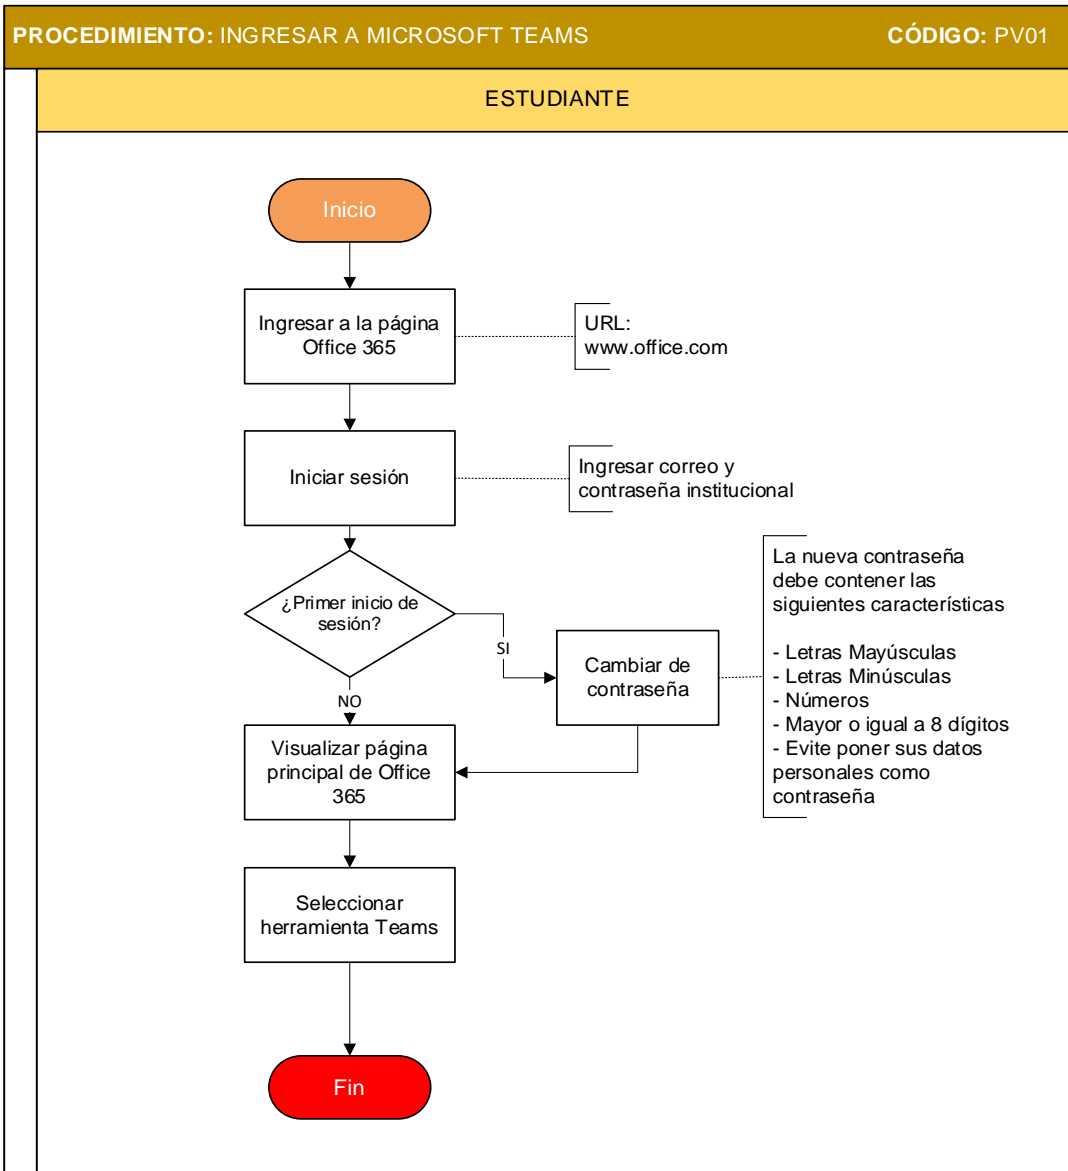 PROCEDIMIENTO: INGRESAR A MICROSOFT TEAMS
CÓDIGO: PV01
ESTUDIANTE
Inicio
Ingresar a la página
Office 365
URL:
www.office.com
Iniciar sesión
Ingresar correo y
contraseña institucional
¿Primer inicio de
sesión?
SI
NO
Cambiar de
contraseña
La nueva contraseña
debe contener las
siguientes característícas
- Letras Mayúsculas
- Letras Minúsculas
- Números
- Mayor o igual a 8 dígitos
- Evite poner sus datos
personales como
contraseña
Visualizar página
principal de Office
365
Seleccionar
herramienta Teams
Fin